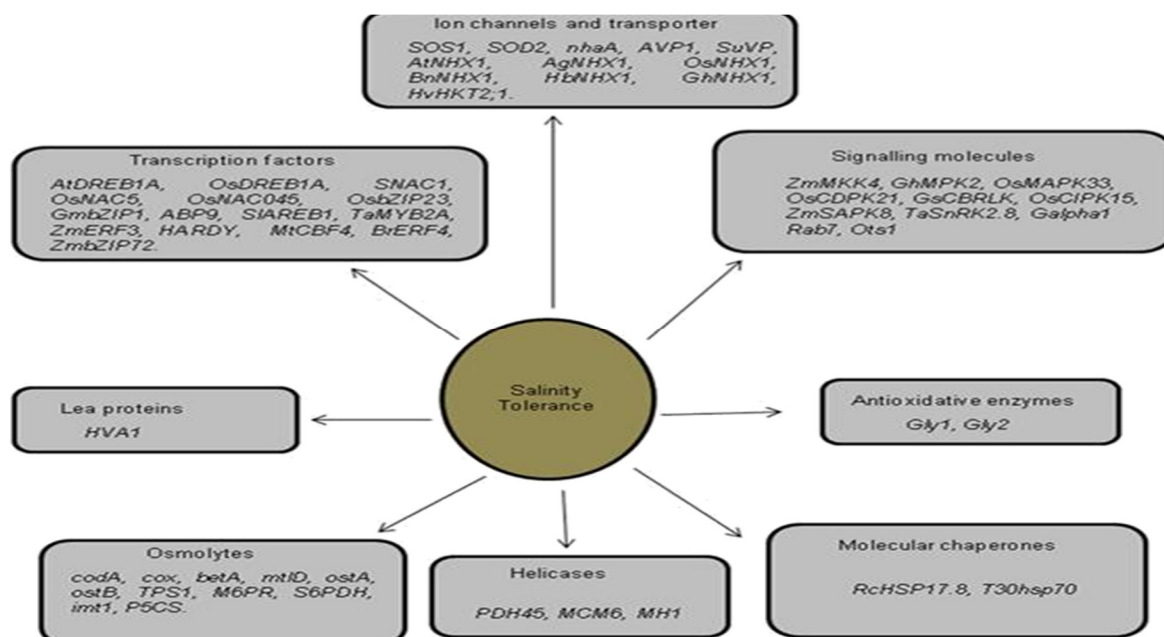 Ion channels and transporter
SOS1, SOD2, nhaA, AVP1, SuVP,
AtNHX1, AgNHX1, OsNHX1,
BnNHX1, HbNHX1, GhNHX1,
HvHKT2;1.
Transcription factors
AtDREB1A, OsDREB1A, SNAC1,
OsNAC5, OsNAC045, OsbZIP23,
GmbZIP1, ABP9, SlAREB1, TaMYB2A,
ZmERF3, HARDY, MtCBF4, BrERF4,
ZmbZIP72.
Signalling molecules
ZmMKK4, GhMPK2, OsMAPK33,
OsCDPK21, GsCBRLK, OsCIPK15,
ZmSAPK8, TaSnRK2.8, Galpha1
Rab7, Ots1
Salinity
Tolerance
Lea proteins
HVA1
Antioxidative enzymes
Gly1, Gly2
Osmolytes
codA, cox, betA, mtlD, ostA,
ostB, TPS1, M6PR, S6PDH,
imt1, P5CS.
Helicases
PDH45, MCM6, MH1
Molecular chaperones
RcHSP17.8, T30hsp70